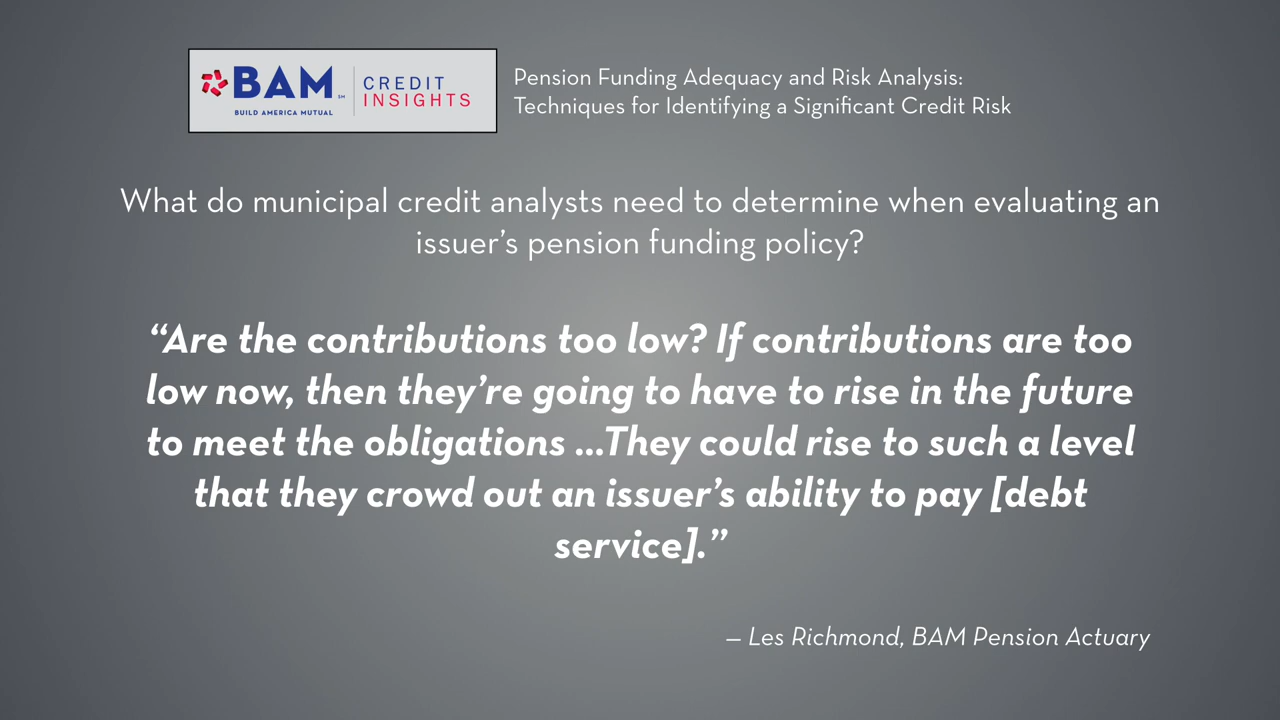 BAM SM
BUILD AMERICA MUTUAL
CREDIT
INSIGHTS
Pension Funding Adequacy and Risk Analysis:
Techniques for Identifying a Significant Credit Risk
What do municipal credit analysts need to determine when evaluating an
issuer’s pension funding policy?
“Are the contributions too low? If contributions are too
low now, then they’re going to have to rise in the future
to meet the obligations ...They could rise to such a level
that they crowd out an issuer’s ability to pay [debt
service].”
– Les Richmond, BAM Pension Actuary